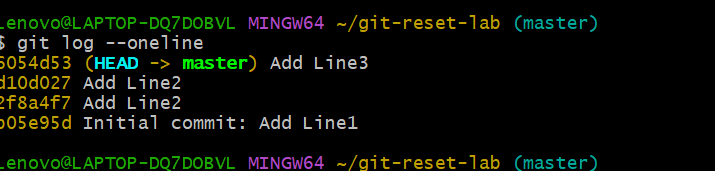 Lenovo@LAPTOP-DQ7DOBVL MINGW64 ~/git-reset-lab (master)
$ git log --oneline
6054d53 (HEAD -> master) Add Line3
d10d027 Add Line2
2f8a4f7 Add Line2
b05e95d Initial commit: Add Line1
Lenovo@LAPTOP-DQ7DOBVL MINGW64 ~/git-reset-lab (master)